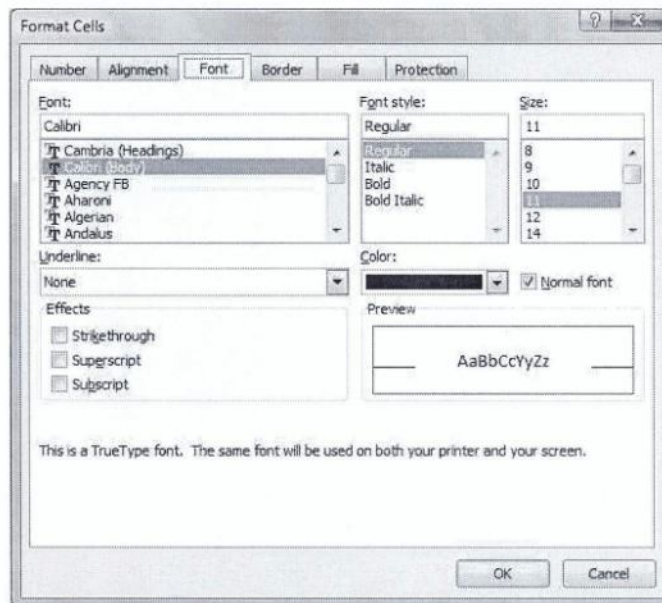 Format Cells
Number Alignment Font Border Fill Protection
Font: Font style: Size:
Calibri Regular 11
Cambria (Headings) Regular 8
Calibri (Body) Italic 9
Agency FB Bold 10
Aharoni Bold Italic 11
Algerian 12
Andalus 14
Underline: Color:
None Normal font
Effects Preview
Strikethrough
Superscript
Subscript
AaBbCcYyZz
This is a TrueType font. The same font will be used on both your printer and your screen.
OK Cancel